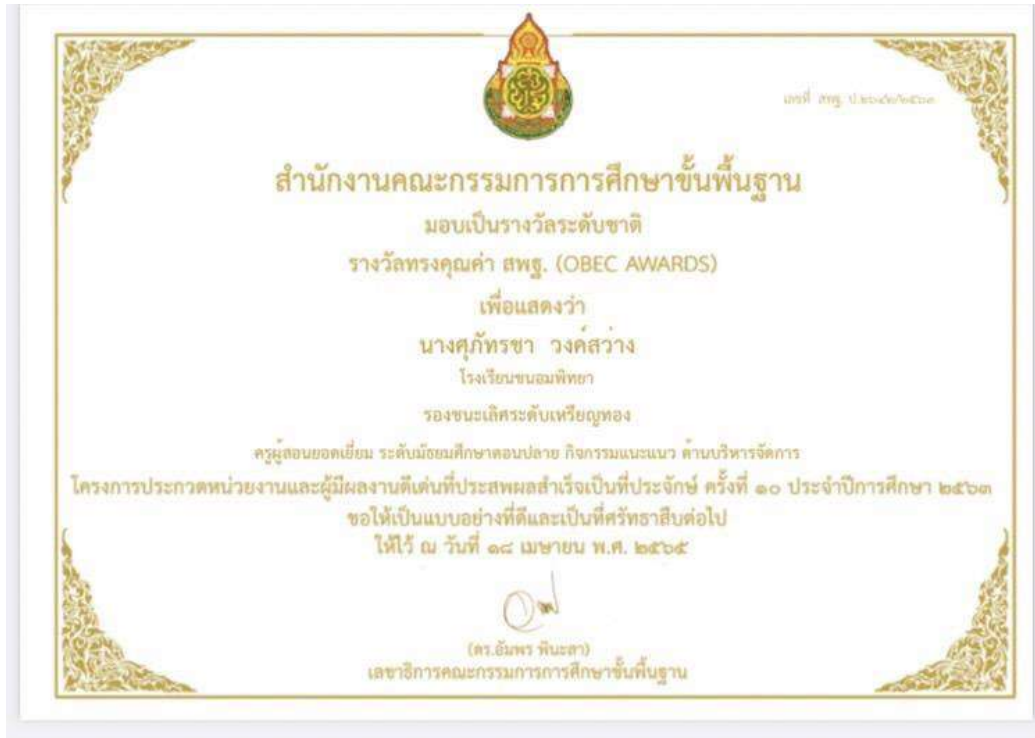 เลขที่ สพฐ.
สำนักงานคณะกรรมการการศึกษาขั้นพื้นฐาน
มอบเป็นรางวัลระดับชาติ
รางวัลทรงคุณค่า สพฐ. (OBEC AWARDS)
เพื่อแสดงว่า
นางศุภัทรชา วงค์สว่าง
โรงเรียนขนอมพิทยา
รองชนะเลิศระดับเหรียญทอง
ครูผู้สอนยอดเยี่ยม ระดับมัธยมศึกษาตอนปลาย กิจกรรมแนะแนว ด้านบริหารจัดการ
โครงการประกวดหน่วยงานและผู้มีผลงานดีเด่นที่ประสพผลสำเร็จเป็นที่ประจักษ์ ครั้งที่ ๑๐ ประจำปีการศึกษา ๒๕๖๓
ขอให้เป็นแบบอย่างที่ดีและเป็นที่ศรัทธาสืบต่อไป
ให้ไว้ ณ วันที่ ๑๘ เมษายน พ.ศ. ๒๕๖๕
(ดร.อัมพร พินะสา)
เลขาธิการคณะกรรมการการศึกษาขั้นพื้นฐาน